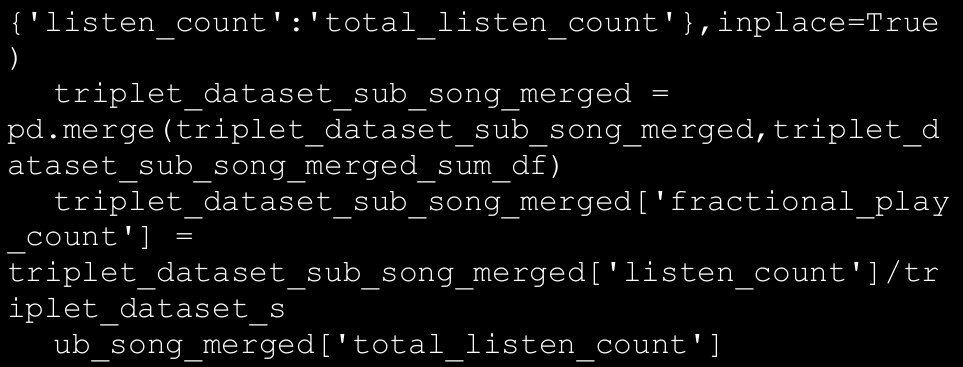 {'listen_count':'total_listen_count'},inplace=True
)
triplet_dataset_sub_song_merged =
pd.merge(triplet_dataset_sub_song_merged,triplet_d
ataset_sub_song_merged_sum_df)
triplet_dataset_sub_song_merged['fractional_play
_count'] =
triplet_dataset_sub_song_merged['listen_count']/tr
iplet_dataset_s
ub_song_merged['total_listen_count']